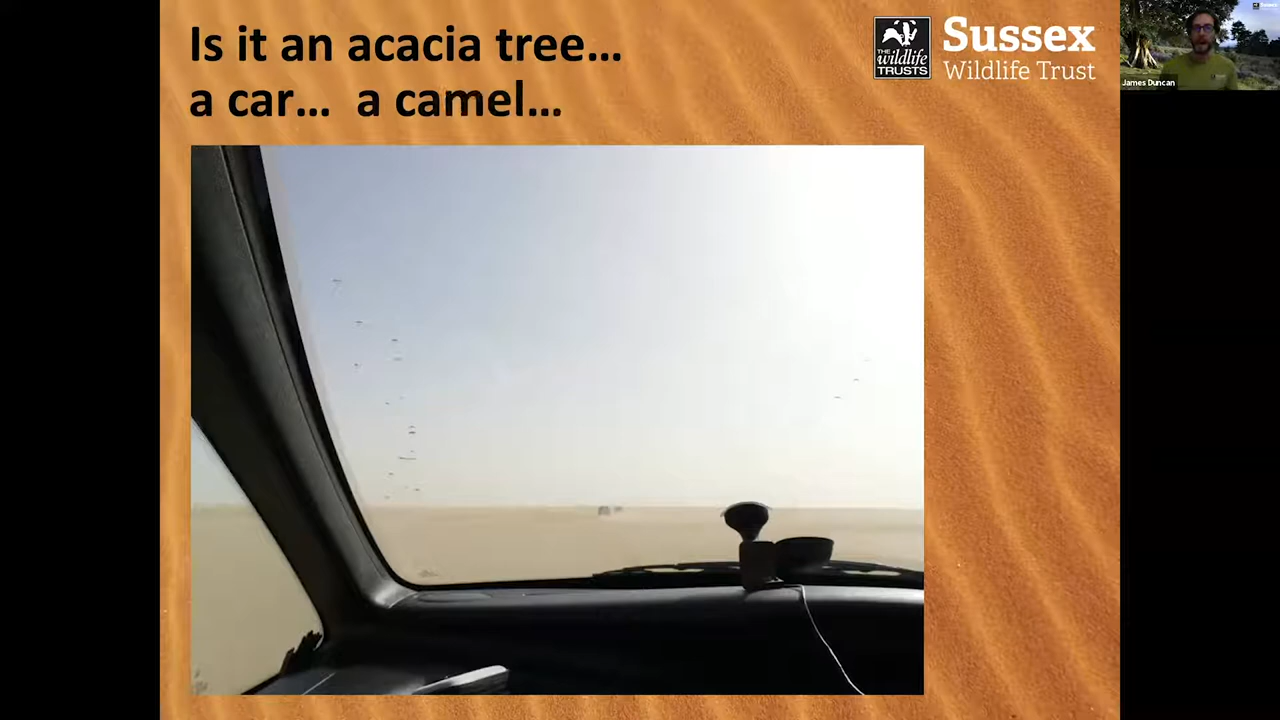 Is it an acacia tree...
a car... a camel...
THE
wildlife
TRUSTS
Sussex
Wildlife Trust
James Duncan